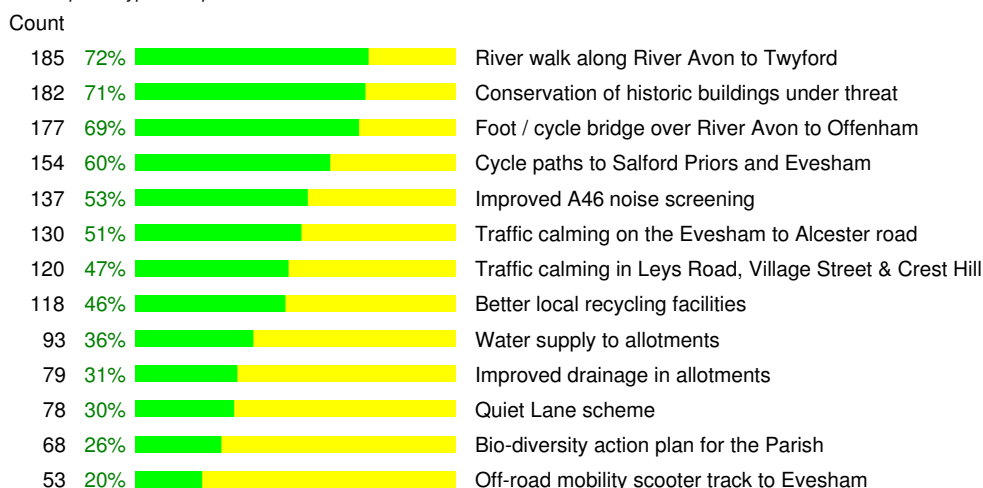 Count
185 72% River walk along River Avon to Twyford
182 71% Conservation of historic buildings under threat
177 69% Foot / cycle bridge over River Avon to Offenham
154 60% Cycle paths to Salford Priors and Evesham
137 53% Improved A46 noise screening
130 51% Traffic calming on the Evesham to Alcester road
120 47% Traffic calming in Leys Road, Village Street & Crest Hill
118 46% Better local recycling facilities
93 36% Water supply to allotments
79 31% Improved drainage in allotments
78 30% Quiet Lane scheme
68 26% Bio-diversity action plan for the Parish
53 20% Off-road mobility scooter track to Evesham